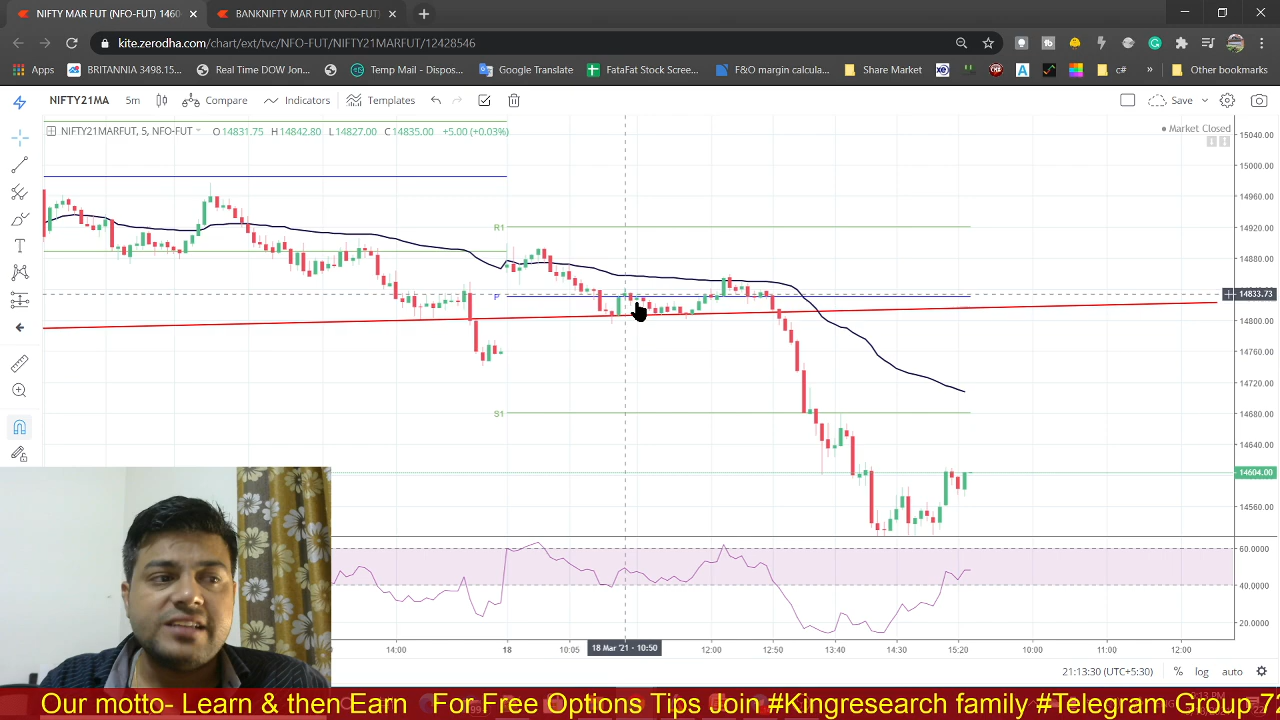 NIFTY MAR FUT (NFO-FUT) 1460
BANKNIFTY MAR FUT (NFO-FUT)
kite.zerodha.com/chart/ext/tvc/NFO-FUT/NIFTY21MARFUT/12428546
Apps
BRITANNIA 3498.15...
Real Time DOW Jon...
Temp Mail - Dispos...
Google Translate
FataFat Stock Scree...
F&O margin calcula...
Share Market
c#
»
Other bookmarks
NIFTY21MA
5m
Compare
Indicators
Templates
Save
NIFTY21MARFUT, 5, NFO-FUT
O 14831.75 H 14842.80 L 14827.00 C 14835.00 +5.00 (+0.03%)
Market Closed
15040.00
15000.00
14960.00
14920.00
14880.00
14833.73
14800.00
14760.00
14720.00
14680.00
14640.00
14604.00
14560.00
R1
P
S1
60.0000
40.0000
20.0000
14:00
18
10:05
18 Mar '21 - 10:50
12:00
12:50
13:40
14:30
15:20
10:00
11:00
12:00
21:13:30 (UTC+5:30)
%
log
auto
Our motto- Learn & then Earn For Free Options Tips Join #Kingresearch family #Telegram Group 72